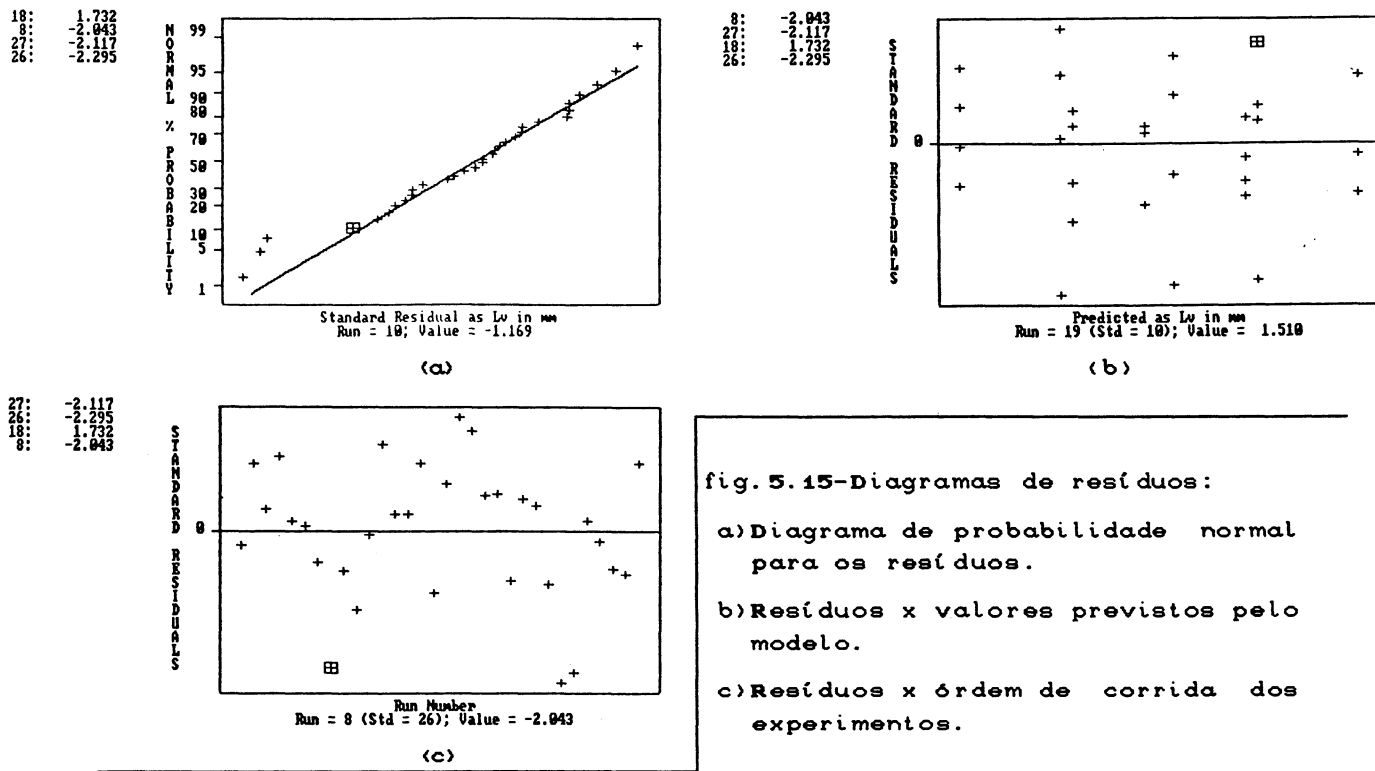 18: 1.732
8: -2.043
27: -2.117
26: -2.295
NORMAL % PROBABILITY
99
95
90
80
70
50
30
20
10
5
1
Standard Residual as Lv in mm
Run = 10; Value = -1.169
(a)
8: -2.043
27: -2.117
18: 1.732
26: -2.295
STANDARD RESIDUALS
0
Predicted as Lv in mm
Run = 19 (Std = 10); Value = 1.510
(b)
27: -2.117
26: -2.295
18: 1.732
8: -2.043
STANDARD RESIDUALS
0
Run Number
Run = 8 (Std = 26); Value = -2.043
(c)
fig. 5.15-Diagramas de resíduos:
a) Diagrama de probabilidade normal
para os resíduos.
b) Resíduos x valores previstos pelo
modelo.
c) Resíduos x órdem de corrida dos
experimentos.